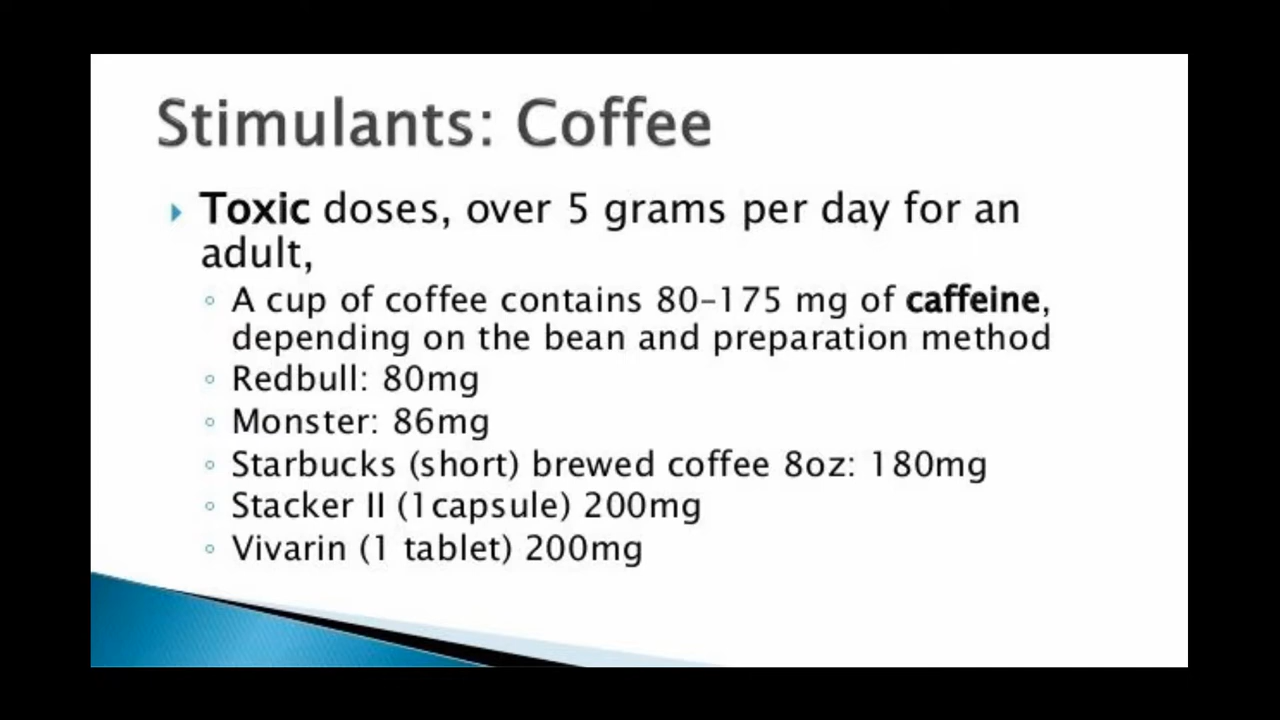 Stimulants: Coffee
Toxic doses, over 5 grams per day for an
adult,
A cup of coffee contains 80-175 mg of caffeine,
depending on the bean and preparation method
Redbull: 80mg
Monster: 86mg
Starbucks (short) brewed coffee 8oz: 180mg
Stacker II (1capsule) 200mg
Vivarin (1 tablet) 200mg